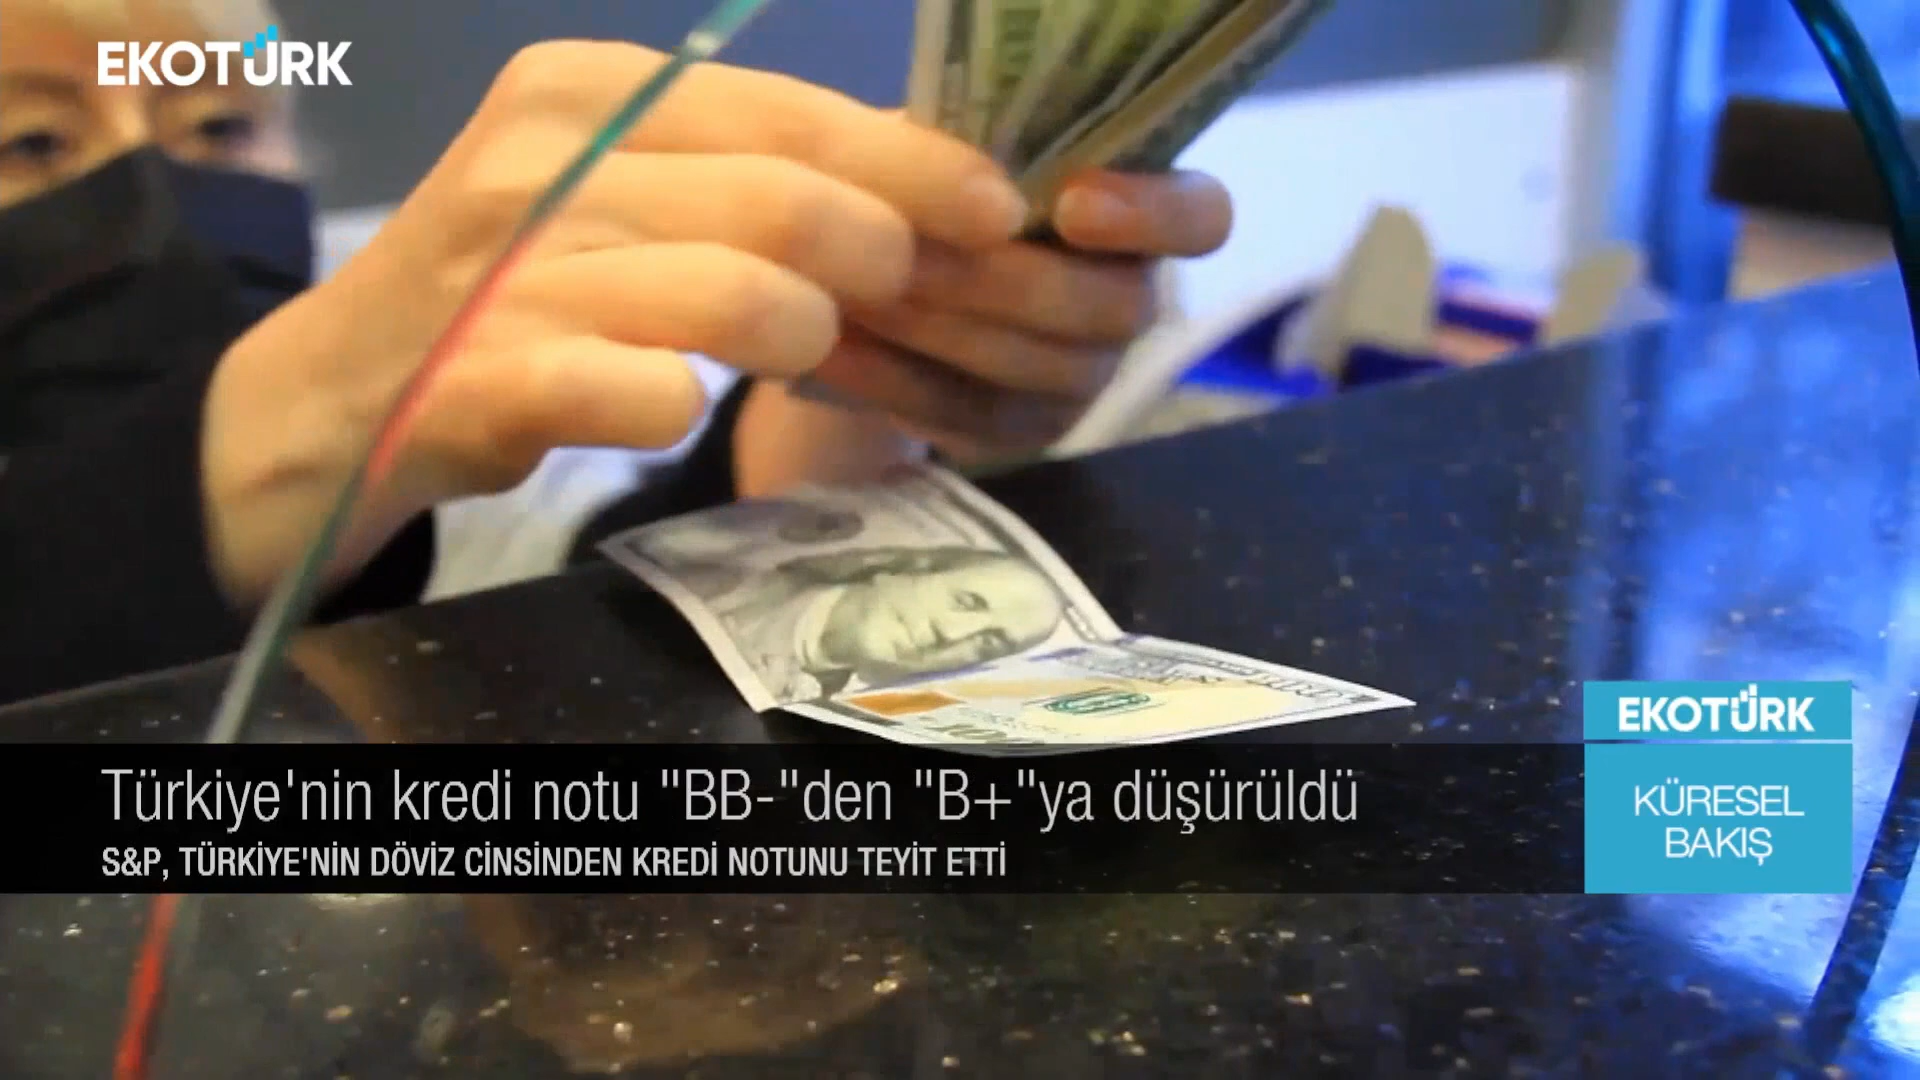 EKOTÜRK
EKOTÜRK
Türkiye'nin kredi notu "BB-"den "B+"ya düşürüldü
S&P, TÜRKİYE'NİN DÖVİZ CİNSİNDEN KREDİ NOTUNU TEYİT ETTİ
KÜRESEL
BAKIŞ